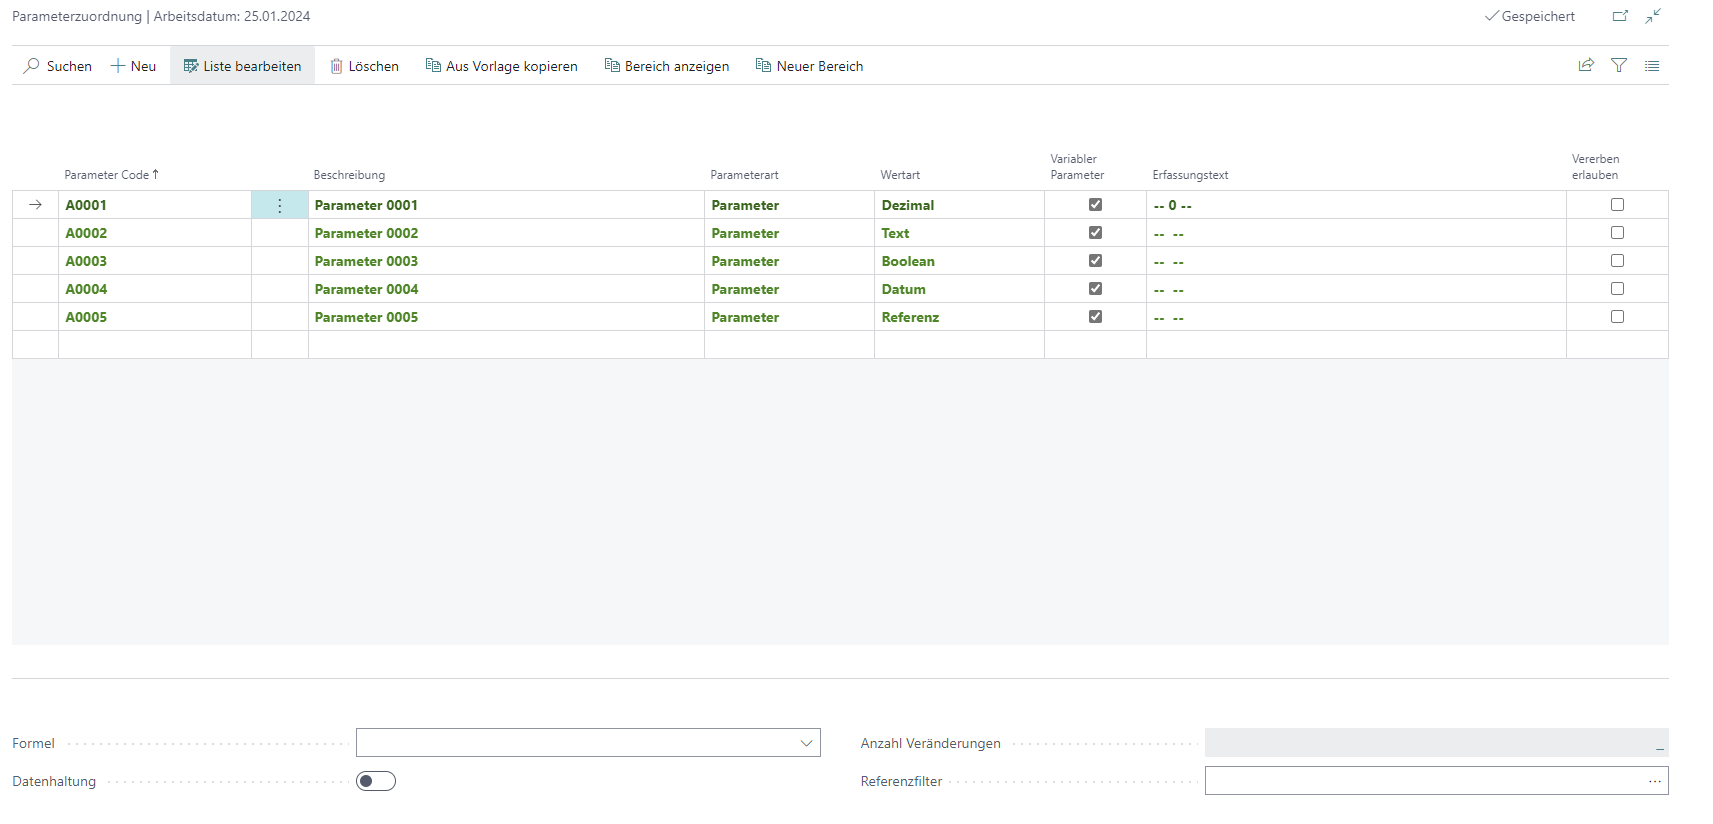 Parameterzuordnung | Arbeitsdatum: 25.01.2024 Gespeichert
Suchen Neu Liste bearbeiten Löschen Aus Vorlage kopieren Bereich anzeigen Neuer Bereich
Parameter Code ↑ Beschreibung Parameterart Wertart Variabler Parameter Erfassungstext Vererben erlauben
A0001 Parameter 0001 Parameter Dezimal -- 0 --
A0002 Parameter 0002 Parameter Text -- --
A0003 Parameter 0003 Parameter Boolean -- --
A0004 Parameter 0004 Parameter Datum -- --
A0005 Parameter 0005 Parameter Referenz -- --
Formel Anzahl Veränderungen _
Datenhaltung Referenzfilter ...